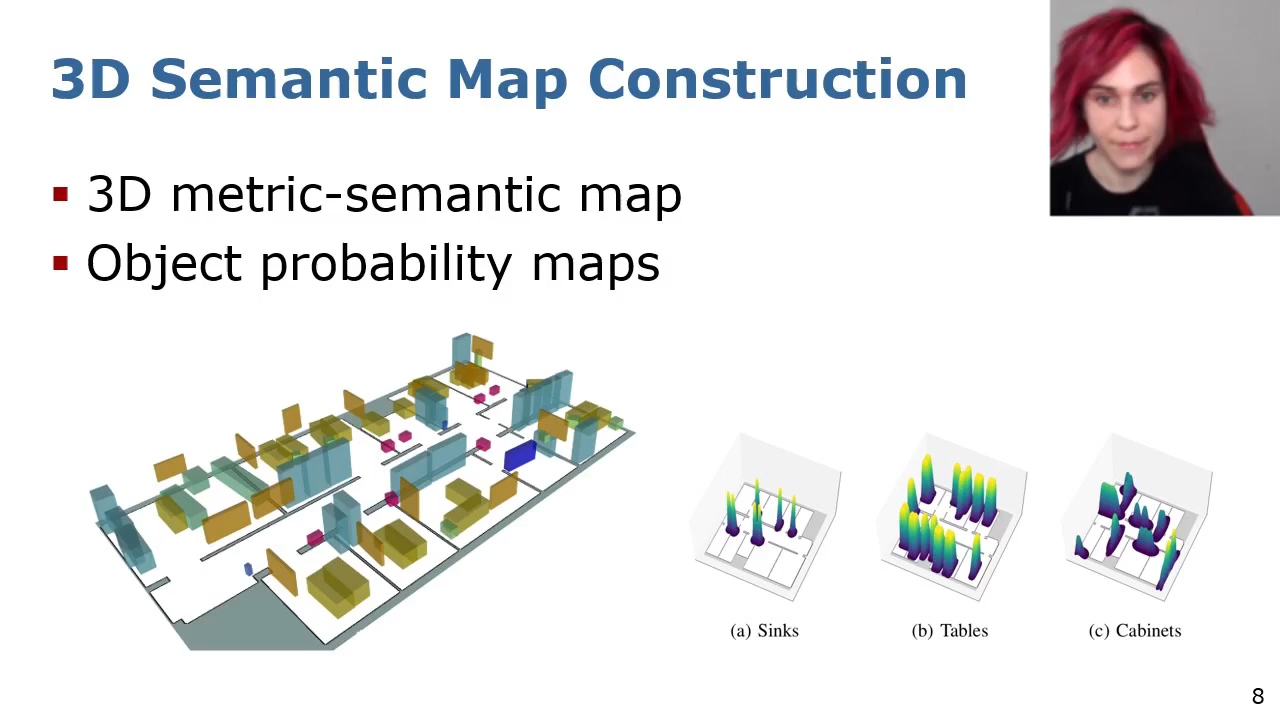 3D Semantic Map Construction
3D metric-semantic map
Object probability maps
(a) Sinks
(b) Tables
(c) Cabinets
8